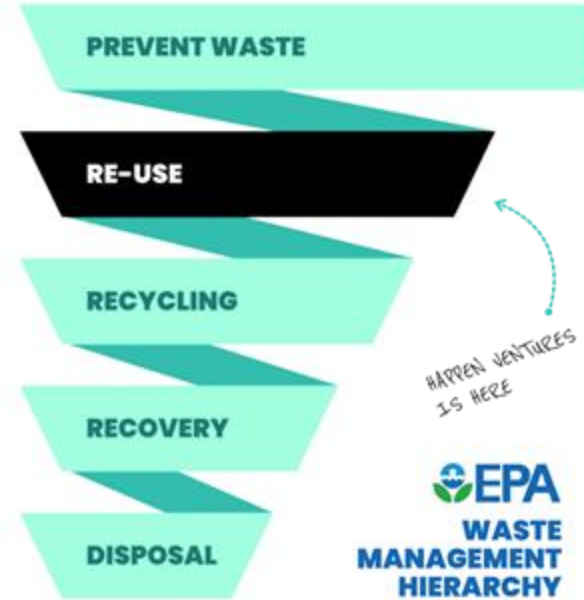 PREVENT WASTE
RE-USE
RECYCLING
HAPPEN VENTURES
IS HERE
RECOVERY
EPA
WASTE
MANAGEMENT
HIERARCHY
DISPOSAL